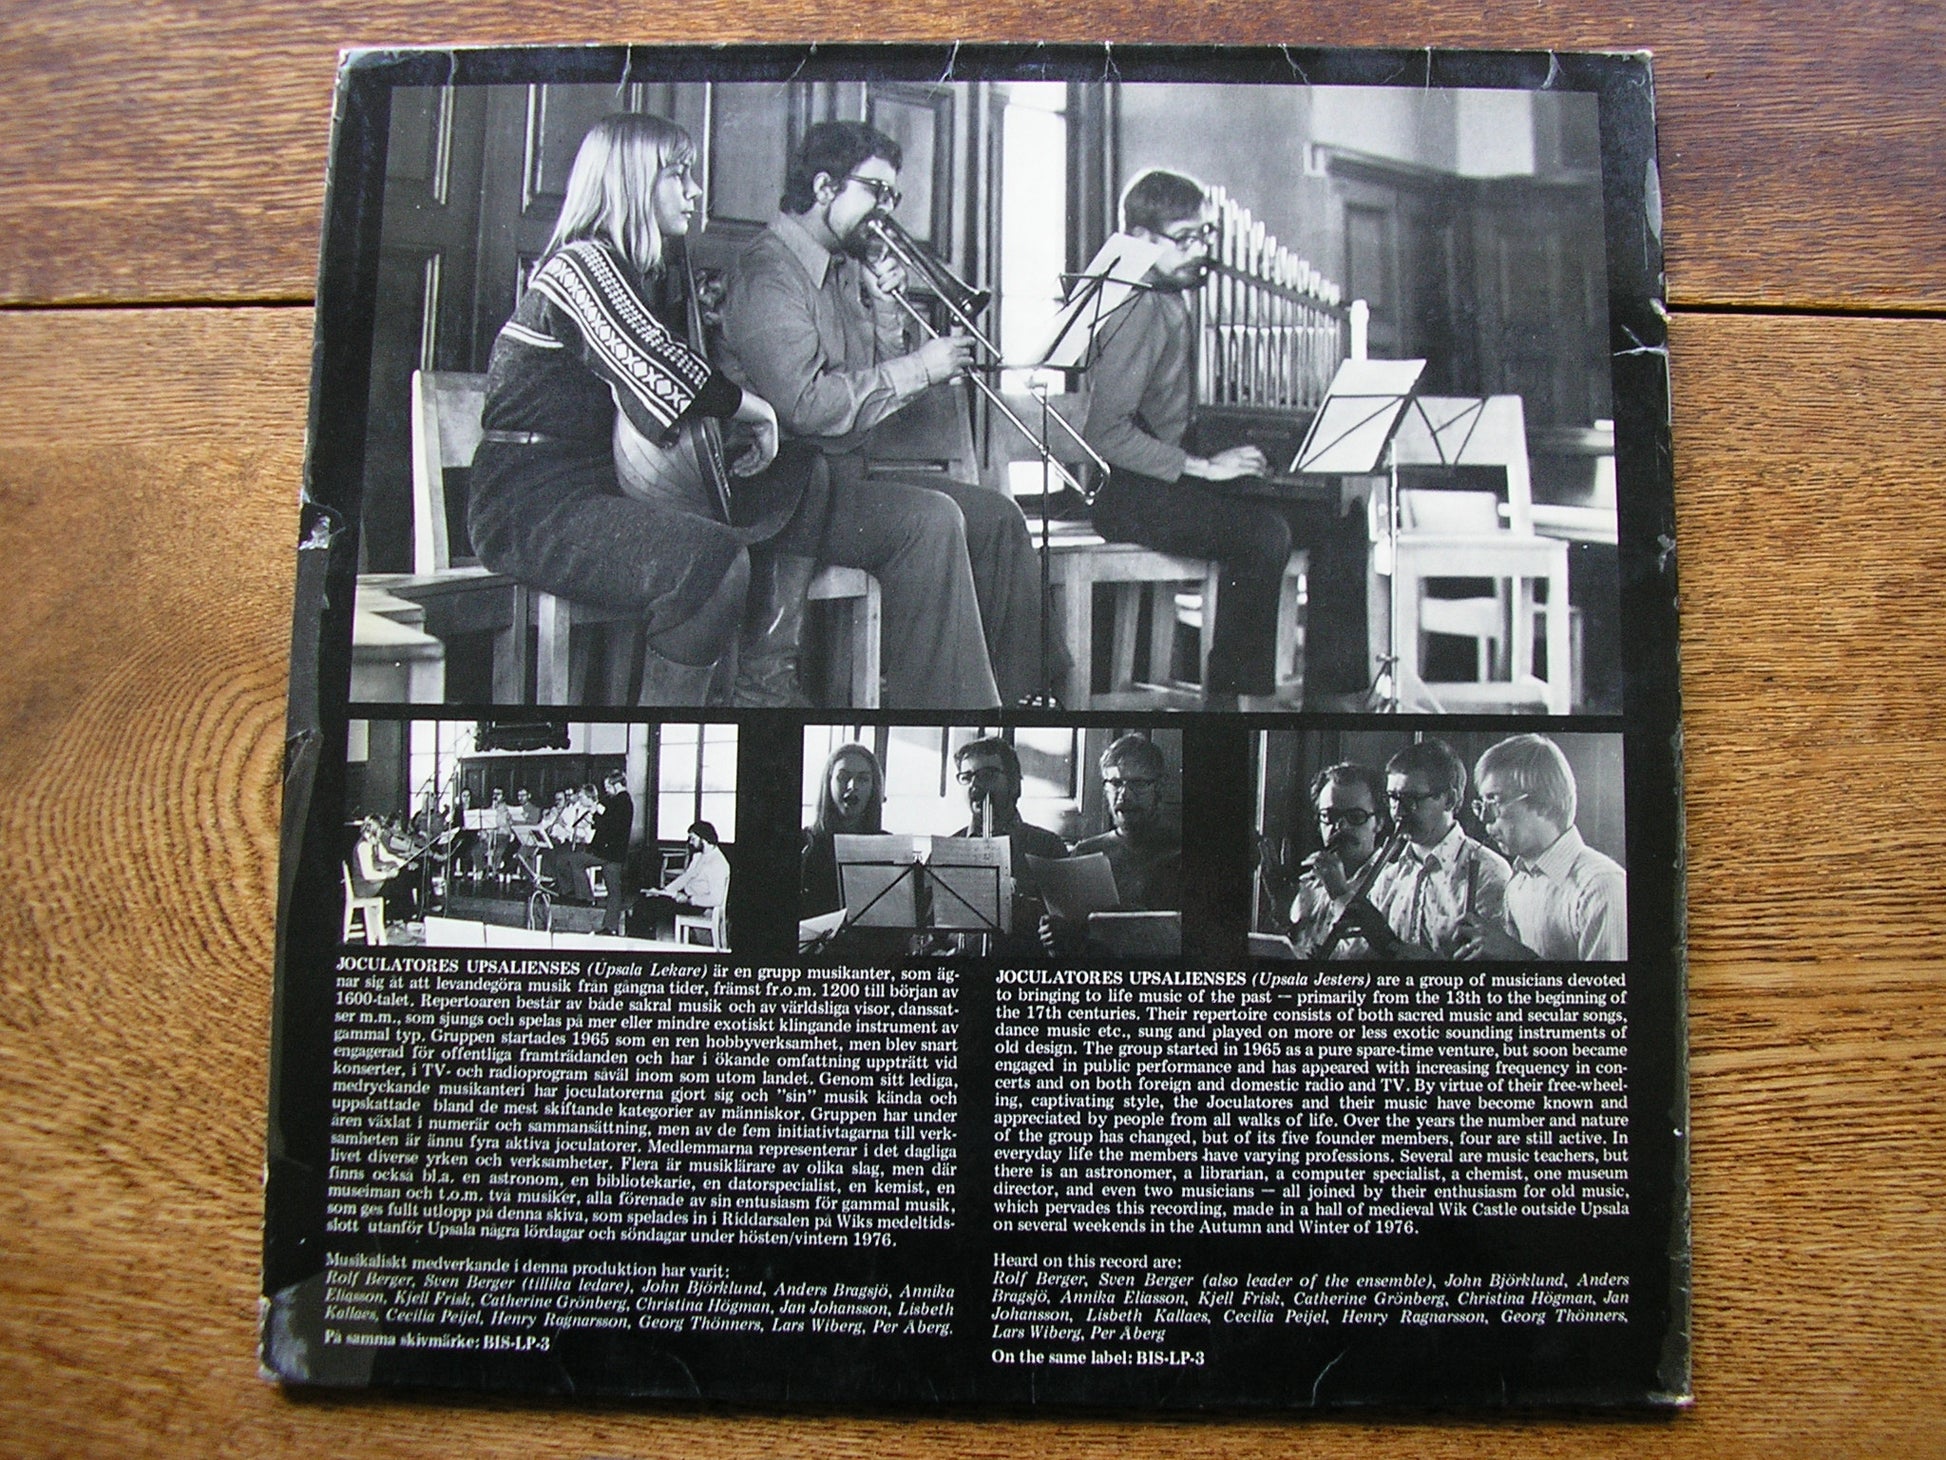 JOCULATORES UPSALIENSES (Upsala Lekare) är en grupp musikanter, som äg-
nar sig åt att levandegöra musik från gångna tider, främst fr.o.m. 1200 till början av
1600-talet. Repertoaren består av både sakral musik och av världsliga visor, danssat-
ser m.m., som sjungs och spelas på mer eller mindre exotiskt klingande instrument av
gammal typ. Gruppen startades 1965 som en ren hobbyverksamhet, men blev snart
engagerad för offentliga framträdanden och har i ökande omfattning uppträtt vid
konserter, i TV- och radioprogram såväl inom som utom landet. Genom sitt lediga,
medryckande musikanteri har joculatorerna gjort sig och "sin" musik kända och
uppskattade bland de mest skiftande kategorier av människor. Gruppen har under
åren växlat i numerär och sammansättning, men av de fem initiativtagarna till verk-
samheten är ännu fyra aktiva joculatorer. Medlemmarna representerar i det dagliga
livet diverse yrken och verksamheter. Flera är musiklärare av olika slag, men där
finns också bl.a. en astronom, en bibliotekarie, en datorspecialist, en kemist, en
museiman och t.o.m. två musiker, alla förenade av sin entusiasm för gammal musik,
som ges fullt utlopp på denna skiva, som spelades in i Riddarsalen på Wiks medeltids-
slott utanför Upsala några lördagar och söndagar under hösten/vintern 1976.
Musikaliskt medverkande i denna produktion har varit:
Rolf Berger, Sven Berger (tillika ledare), John Björklund, Anders Bragsjö, Annika
Eliasson, Kjell Frisk, Catherine Grönberg, Christina Högman, Jan Johansson, Lisbeth
Kallaes, Cecilia Peijel, Henry Ragnarsson, Georg Thönners, Lars Wiberg, Per Åberg.
På samma skivmärke: BIS-LP-3
JOCULATORES UPSALIENSES (Upsala Jesters) are a group of musicians devoted
to bringing to life music of the past — primarily from the 13th to the beginning of
the 17th centuries. Their repertoire consists of both sacred music and secular songs,
dance music etc., sung and played on more or less exotic sounding instruments of
old design. The group started in 1965 as a pure spare-time venture, but soon became
engaged in public performance and has appeared with increasing frequency in con-
certs and on both foreign and domestic radio and TV. By virtue of their free-wheel-
ing, captivating style, the Joculatores and their music have become known and
appreciated by people from all walks of life. Over the years the number and nature
of the group has changed, but of its five founder members, four are still active. In
everyday life the members have varying professions. Several are music teachers, but
there is an astronomer, a librarian, a computer specialist, a chemist, one museum
director, and even two musicians — all joined by their enthusiasm for old music,
which pervades this recording, made in a hall of medieval Wik Castle outside Upsala
on several weekends in the Autumn and Winter of 1976.
Heard on this record are:
Rolf Berger, Sven Berger (also leader of the ensemble), John Björklund, Anders
Bragsjö, Annika Eliasson, Kjell Frisk, Catherine Grönberg, Christina Högman, Jan
Johansson, Lisbeth Kallaes, Cecilia Peijel, Henry Ragnarsson, Georg Thönners,
Lars Wiberg, Per Åberg
On the same label: BIS-LP-3